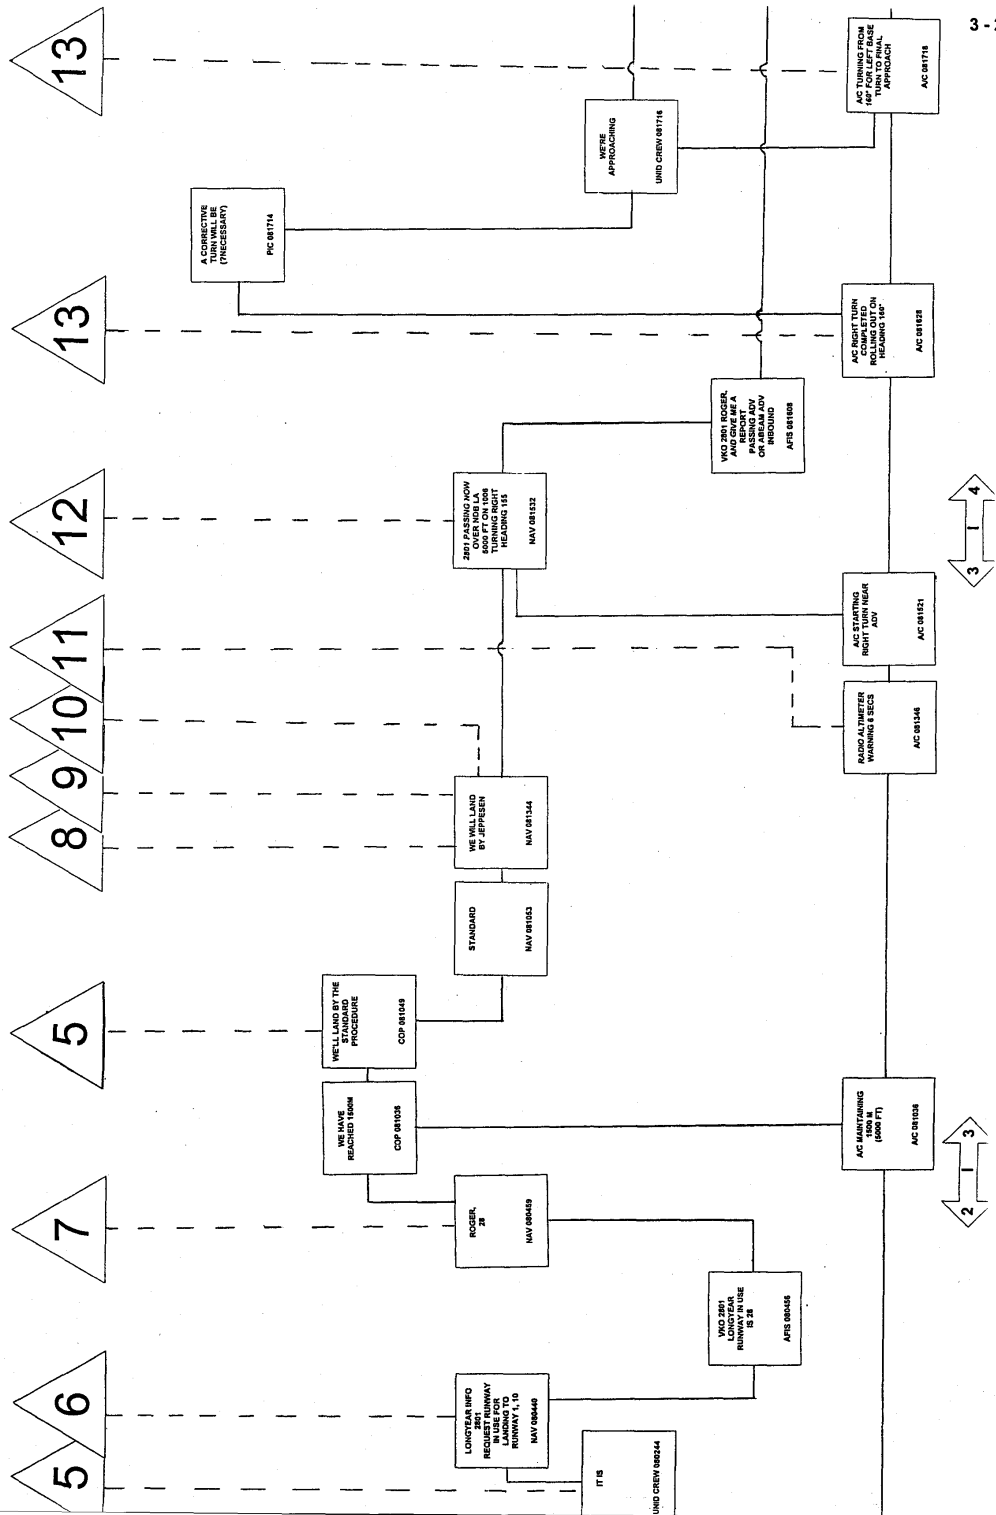 3 - 2
13
13
12
11
10
9
8
5
7
6
5
A/C TURNING FROM
160° FOR LEFT BASE
TURN TO FINAL
APPROACH
A/C 081718
WE'RE
APPROACHING
UNID CREW 081716
A CORRECTIVE
TURN WILL BE
(?NECESSARY)
PIC 081714
A/C RIGHT TURN
COMPLETED
ROLLING OUT ON
HEADING 160°
A/C 081628
VKO 2801 ROGER,
AND GIVE ME A
REPORT
PASSING ADV
OR ABEAM ADV
INBOUND
AFIS 081608
2801 PASSING NOW
OVER NDB LA
5000 FT ON 1006
TURNING RIGHT
HEADING 155
NAV 081532
3 I 4
A/C STARTING
RIGHT TURN NEAR
ADV
A/C 081521
RADIO ALTIMETER
WARNING 6 SECS
A/C 081346
WE WILL LAND
BY JEPPESEN
NAV 081344
STANDARD
NAV 081053
WE'LL LAND BY THE
STANDARD
PROCEDURE
COP 081049
WE HAVE
REACHED 1500M
COP 081036
A/C MAINTAINING
1500 M
(5000 FT)
A/C 081036
2 I 3
ROGER,
28
NAV 080459
VKO 2801
LONGYEAR
RUNWAY IN USE
IS 28
AFIS 080456
LONGYEAR INFO
2801
REQUEST RUNWAY
IN USE FOR
LANDING TO
RUNWAY 1, 10
NAV 080440
IT IS
UNID CREW 080244